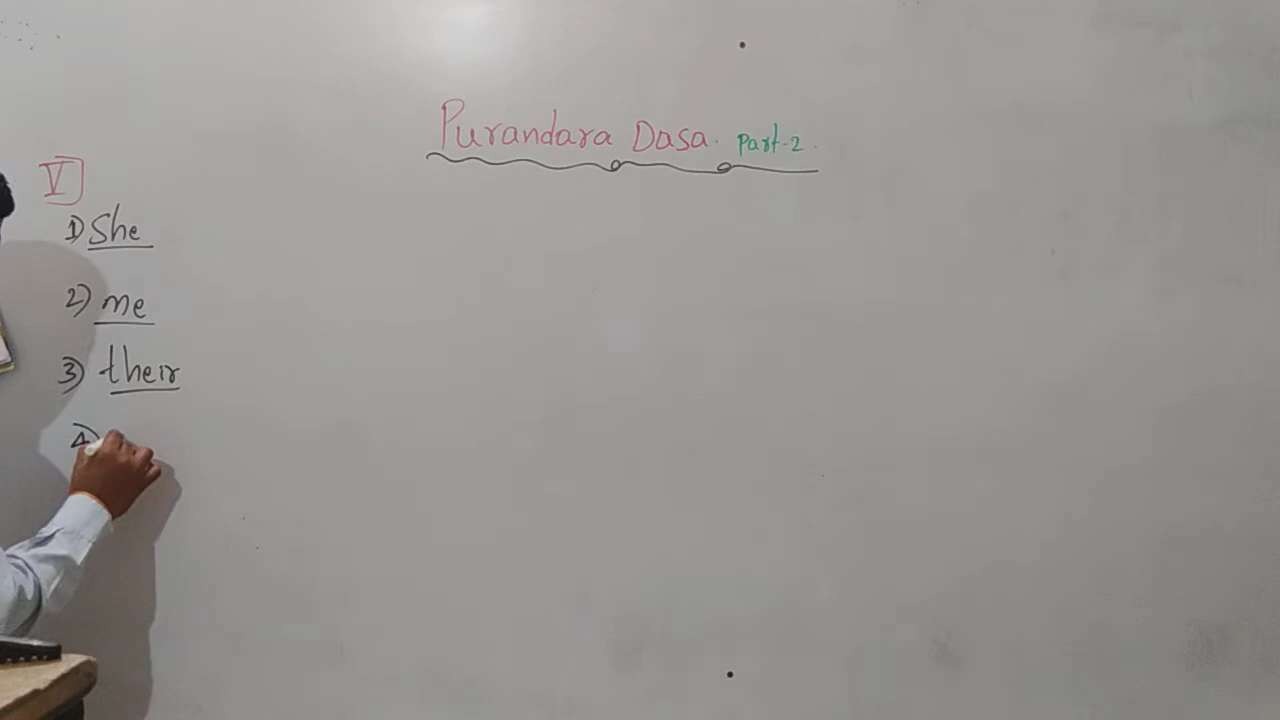 Purandara Dasa. Part-2.
V]
1) She
2) me
3) their
4)